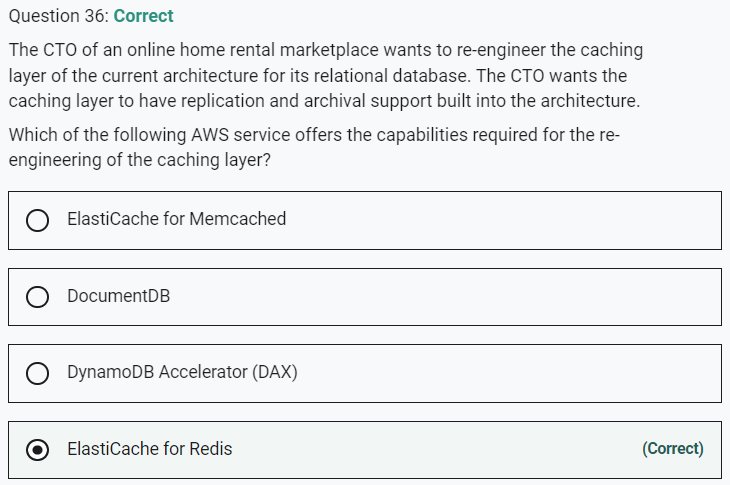 Question 36: Correct
The CTO of an online home rental marketplace wants to re-engineer the caching
layer of the current architecture for its relational database. The CTO wants the
caching layer to have replication and archival support built into the architecture.
Which of the following AWS service offers the capabilities required for the re-
engineering of the caching layer?
ElastiCache for Memcached
DocumentDB
DynamoDB Accelerator (DAX)
ElastiCache for Redis (Correct)